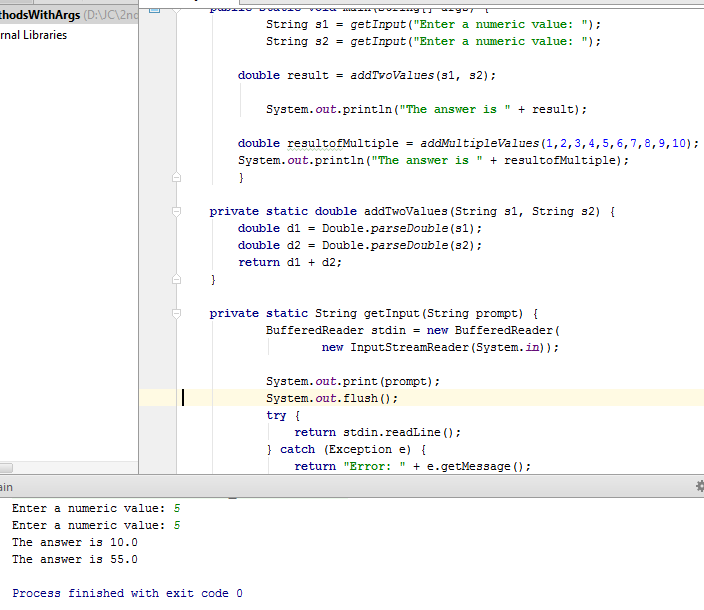 thodsWithArgs (D:\JC\2nd
rnal Libraries
public static void main(String[] args) {
String s1 = getInput("Enter a numeric value: ");
String s2 = getInput("Enter a numeric value: ");
double result = addTwoValues(s1, s2);
System.out.println("The answer is " + result);
double resultofMultiple = addMultipleValues(1,2,3,4,5,6,7,8,9,10);
System.out.println("The answer is " + resultofMultiple);
}
private static double addTwoValues(String s1, String s2) {
double d1 = Double.parseDouble(s1);
double d2 = Double.parseDouble(s2);
return d1 + d2;
}
private static String getInput(String prompt) {
BufferedReader stdin = new BufferedReader(
new InputStreamReader(System.in));
System.out.print(prompt);
System.out.flush();
try {
return stdin.readLine();
} catch (Exception e) {
return "Error: " + e.getMessage();
ain
Enter a numeric value: 5
Enter a numeric value: 5
The answer is 10.0
The answer is 55.0
Process finished with exit code 0